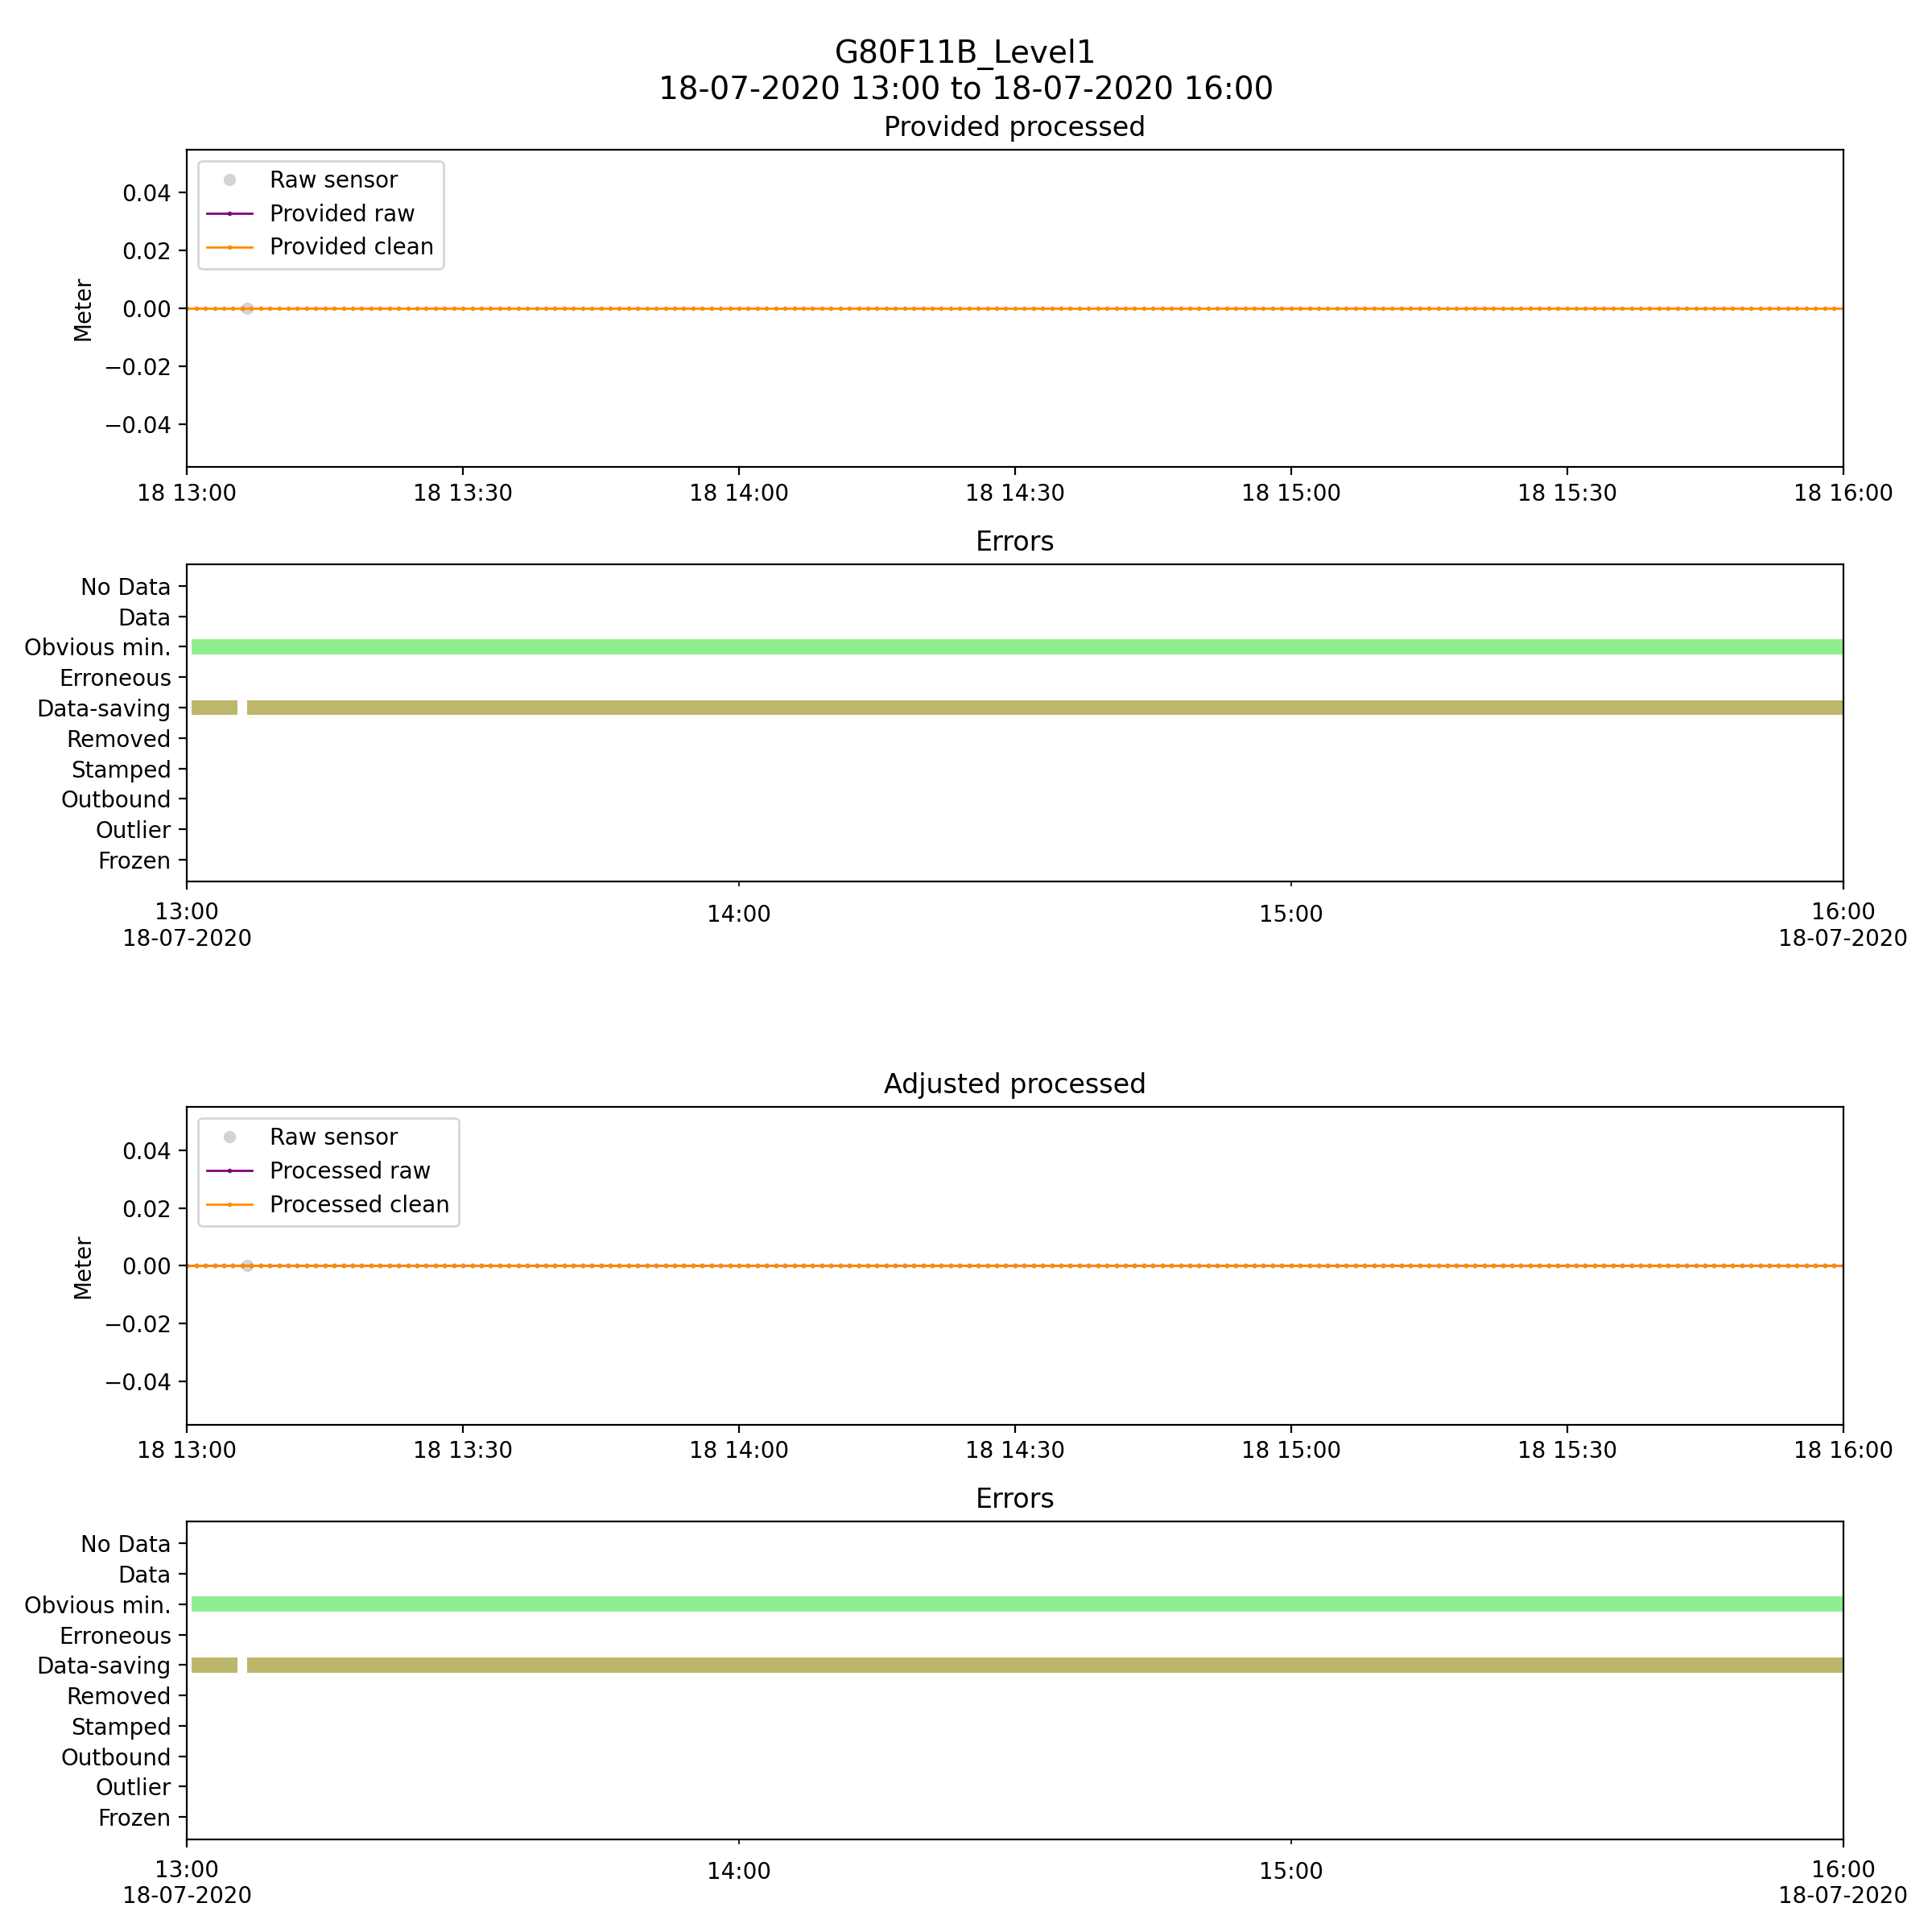 G80F11B_Level1
18-07-2020 13:00 to 18-07-2020 16:00
Provided processed
Raw sensor
Provided raw
Provided clean
Meter
0.04
0.02
0.00
−0.02
−0.04
18 13:00 18 13:30 18 14:00 18 14:30 18 15:00 18 15:30 18 16:00
Errors
No Data
Data
Obvious min.
Erroneous
Data-saving
Removed
Stamped
Outbound
Outlier
Frozen
13:00 14:00 15:00 16:00
18-07-2020 18-07-2020
Adjusted processed
Raw sensor
Processed raw
Processed clean
Meter
0.04
0.02
0.00
−0.02
−0.04
18 13:00 18 13:30 18 14:00 18 14:30 18 15:00 18 15:30 18 16:00
Errors
No Data
Data
Obvious min.
Erroneous
Data-saving
Removed
Stamped
Outbound
Outlier
Frozen
13:00 14:00 15:00 16:00
18-07-2020 18-07-2020